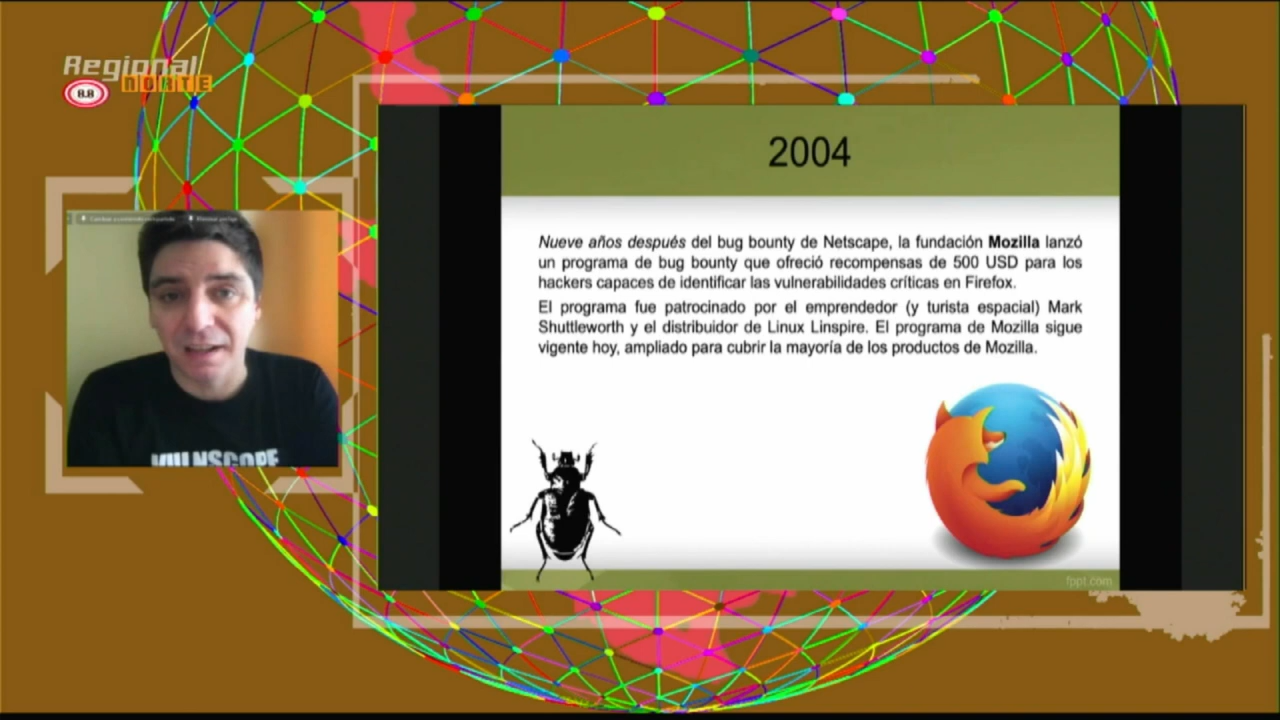 Regional
NORTE
8.8
2004
Nueve años después del bug bounty de Netscape, la fundación Mozilla lanzó
un programa de bug bounty que ofreció recompensas de 500 USD para los
hackers capaces de identificar las vulnerabilidades críticas en Firefox.
El programa fue patrocinado por el emprendedor (y turista espacial) Mark
Shuttleworth y el distribuidor de Linux Linspire. El programa de Mozilla sigue
vigente hoy, ampliado para cubrir la mayoría de los productos de Mozilla.
fppt.com